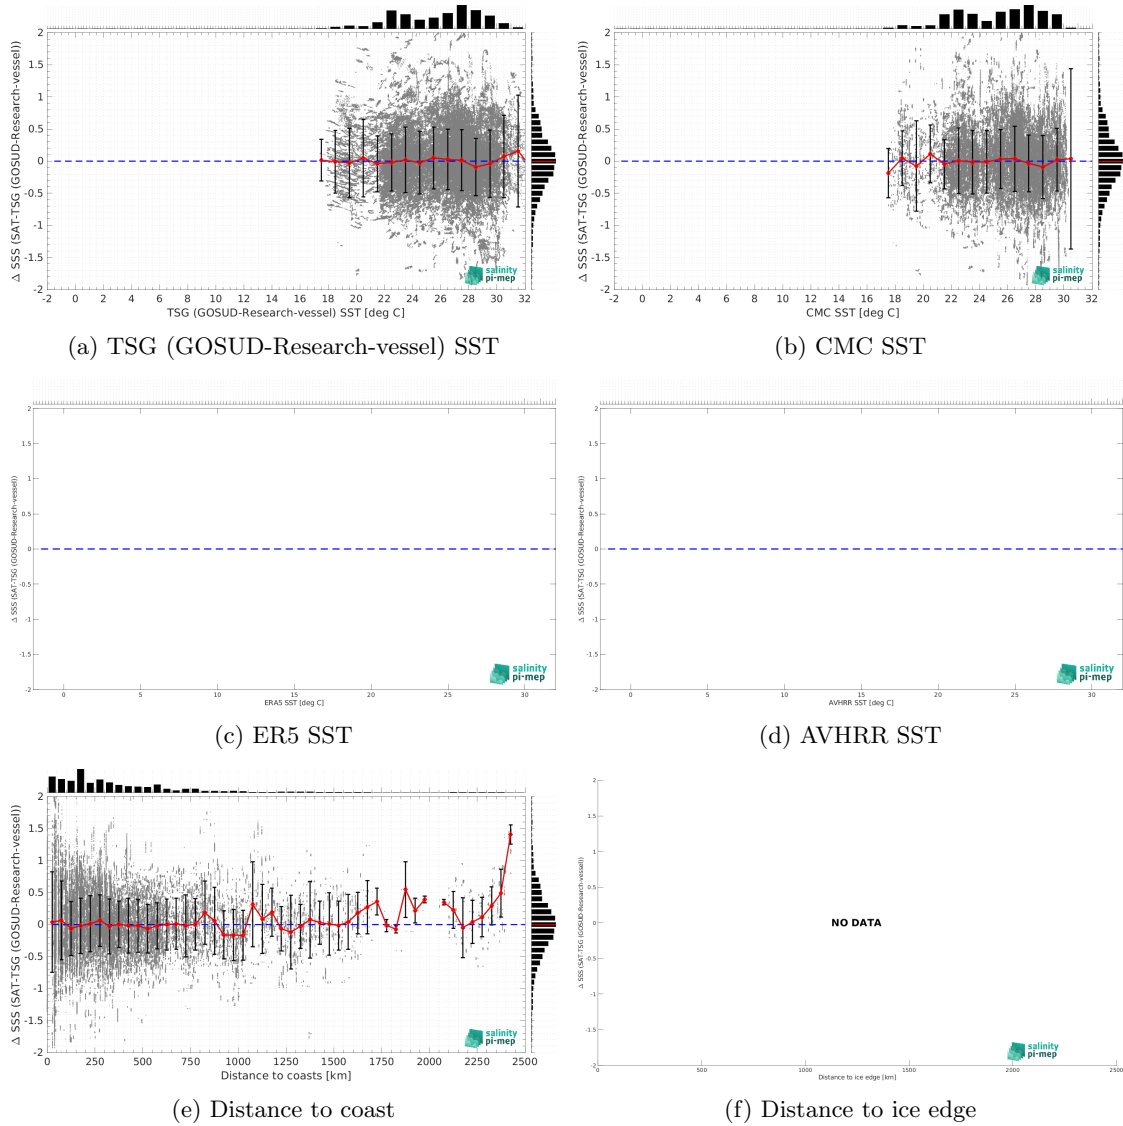 Δ SSS (SAT-TSG (GOSUD-Research-vessel))
2
1.5
1
0.5
0
-0.5
-1
-1.5
-2
-2 0 2 4 6 8 10 12 14 16 18 20 22 24 26 28 30 32
TSG (GOSUD-Research-vessel) SST [deg C]
salinity
pi-mep
(a) TSG (GOSUD-Research-vessel) SST
Δ SSS (SAT-TSG (GOSUD-Research-vessel))
2
1.5
1
0.5
0
-0.5
-1
-1.5
-2
-2 0 2 4 6 8 10 12 14 16 18 20 22 24 26 28 30 32
CMC SST [deg C]
salinity
pi-mep
(b) CMC SST
Δ SSS (SAT-TSG (GOSUD-Research-vessel))
2
1.5
1
0.5
0
-0.5
-1
-1.5
-2
0 5 10 15 20 25 30
ERA5 SST [deg C]
salinity
pi-mep
(c) ER5 SST
Δ SSS (SAT-TSG (GOSUD-Research-vessel))
2
1.5
1
0.5
0
-0.5
-1
-1.5
-2
0 5 10 15 20 25 30
AVHRR SST [deg C]
salinity
pi-mep
(d) AVHRR SST
Δ SSS (SAT-TSG (GOSUD-Research-vessel))
2
1.5
1
0.5
0
-0.5
-1
-1.5
-2
0 250 500 750 1000 1250 1500 1750 2000 2250 2500
Distance to coasts [km]
salinity
pi-mep
(e) Distance to coast
Δ SSS (SAT-TSG (GOSUD-Research-vessel))
2
1.5
1
0.5
0
-0.5
-1
-1.5
-2
NO DATA
0 500 1000 1500 2000 2500
Distance to ice edge [km]
salinity
pi-mep
(f) Distance to ice edge